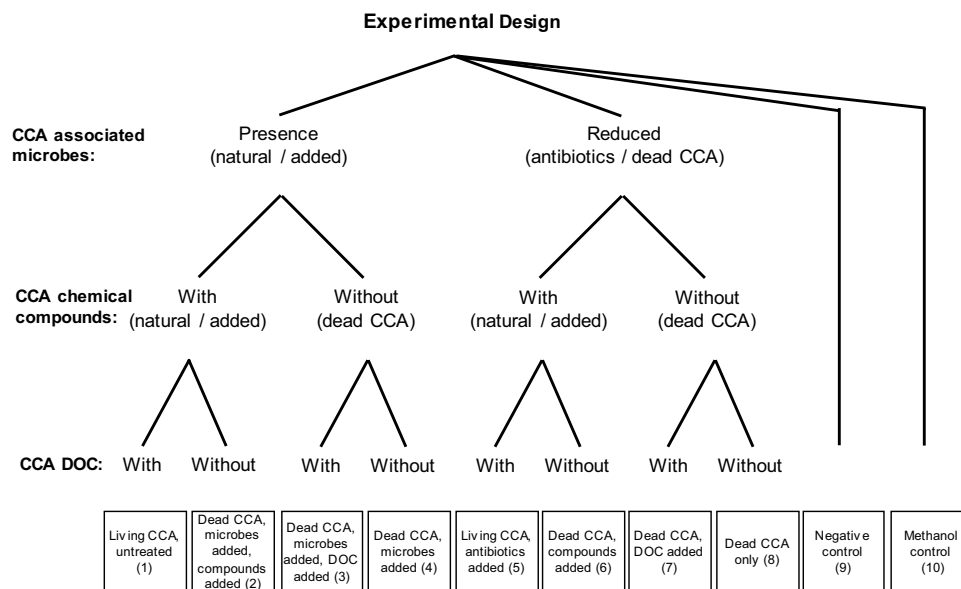 Experimental Design
CCA associated
microbes:
Presence
(natural / added)
Reduced
(antibiotics / dead CCA)
CCA chemical
compounds:
With
(natural / added)
Without
(dead CCA)
With
(natural / added)
Without
(dead CCA)
CCA DOC:
With
Without
With
Without
With
Without
With
Without
Living CCA,
untreated
(1)
Dead CCA,
microbes
added,
compounds
added (2)
Dead CCA,
microbes
added, DOC
added (3)
Dead CCA,
microbes
added (4)
Living CCA,
antibiotics
added (5)
Dead CCA,
compounds
added (6)
Dead CCA,
DOC added
(7)
Dead CCA
only (8)
Negative
control
(9)
Methanol
control
(10)